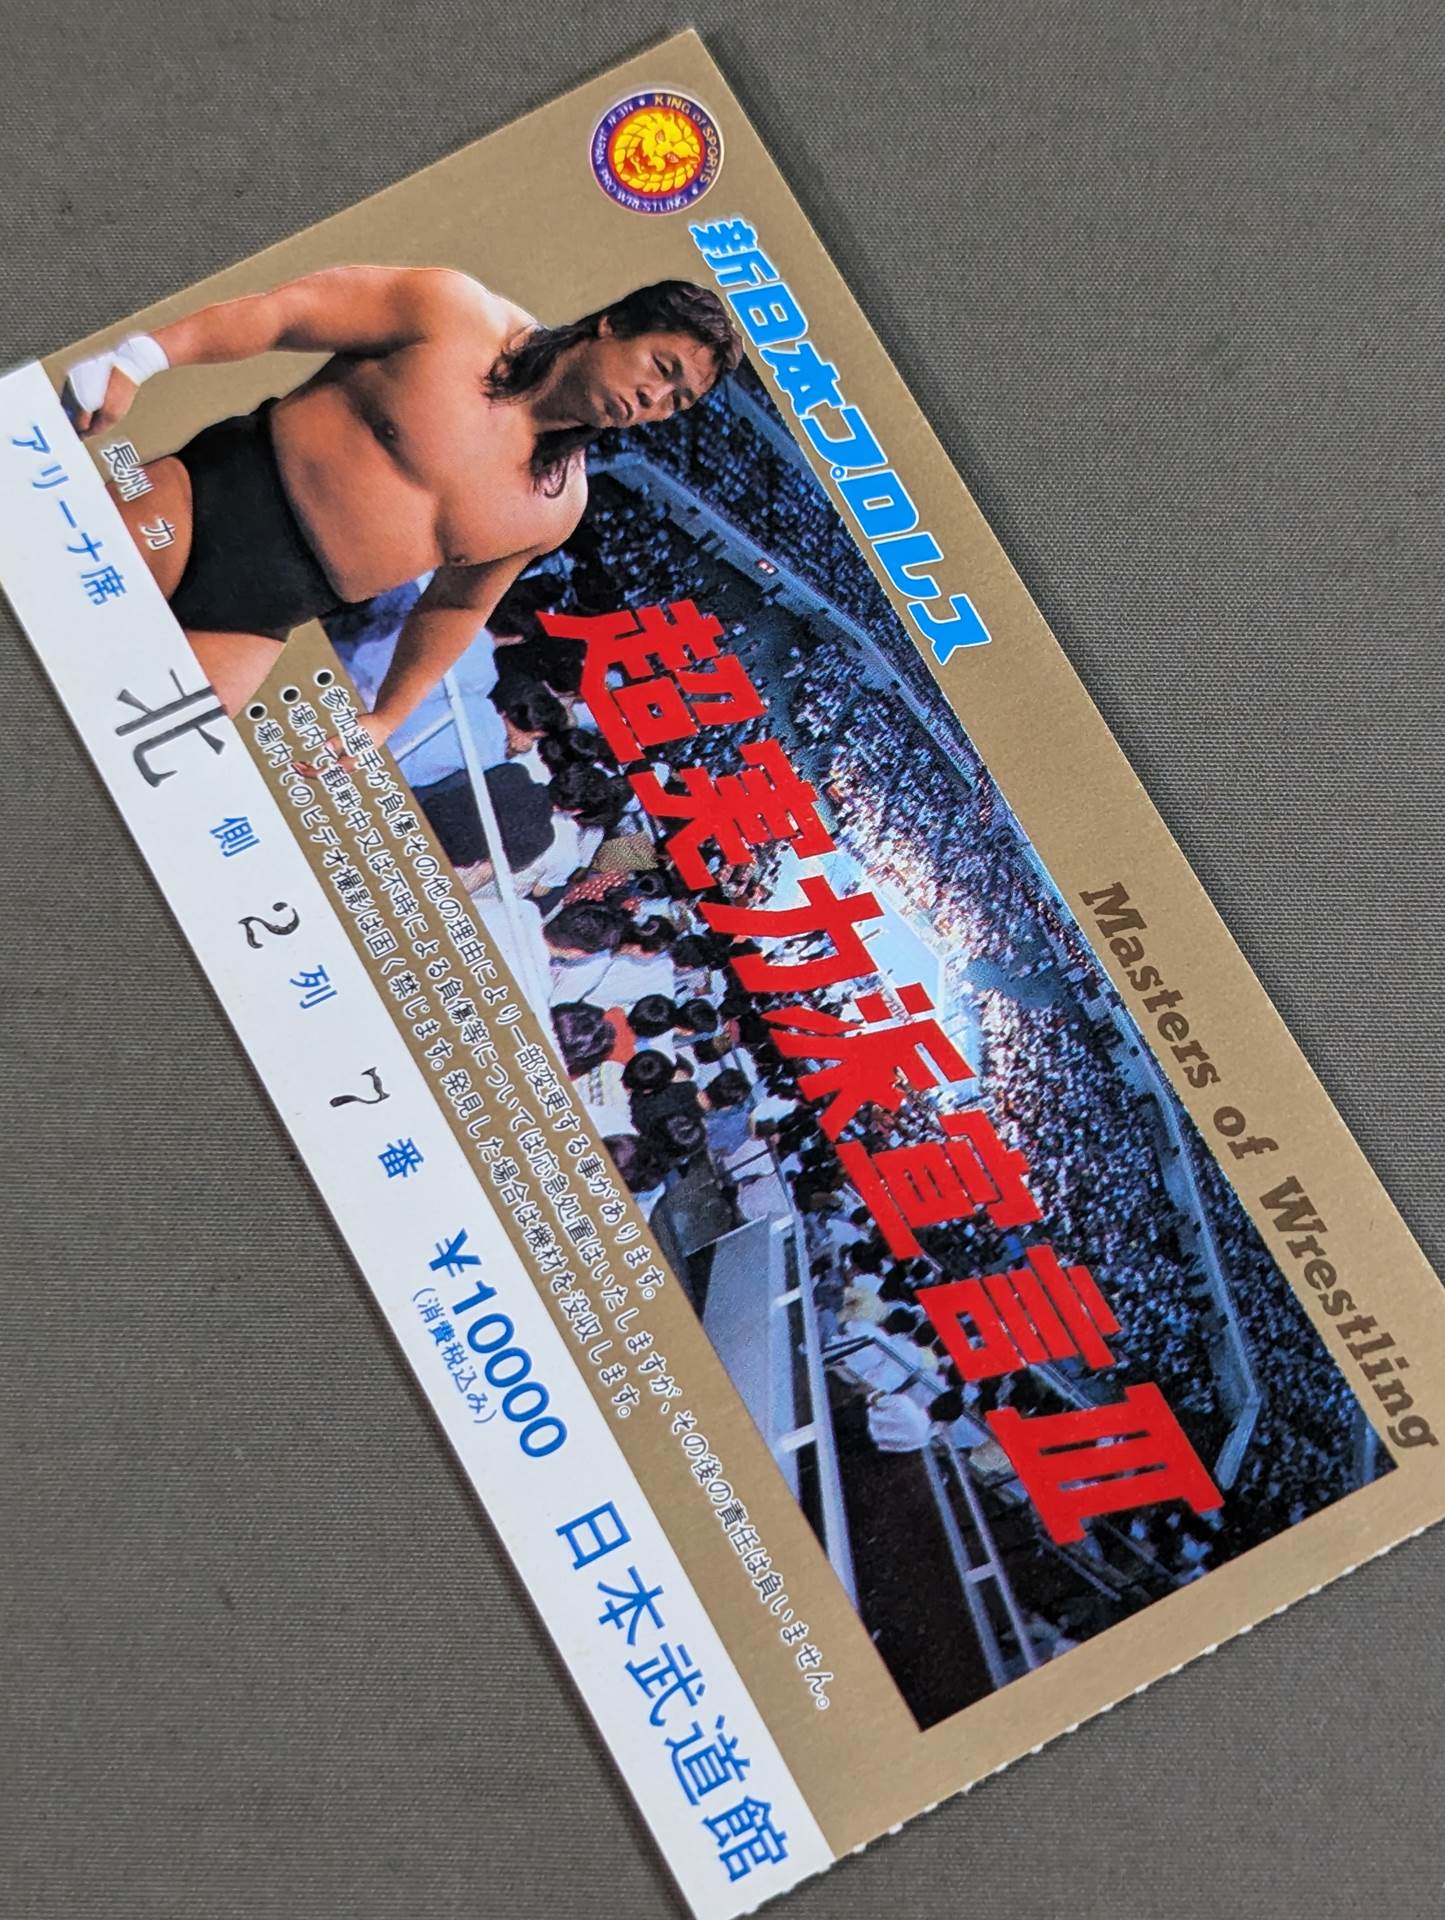 KING of SPORTS
NEW JAPAN PRO WRESTLING
新日本プロレス
Masters of Wrestling
超実力派宣言III
長州 力
●参加選手が負傷その他の理由により一部変更する事があります。
●場内で観戦中又は不時による負傷等については応急処置はいたしますが、その後の責任は負いません。
●場内でのビデオ撮影は固く禁じます。発見した場合は機材を没収します。
アリーナ席 北 側 2 列 7 番 ¥10000 日本武道館
(消費税込み)